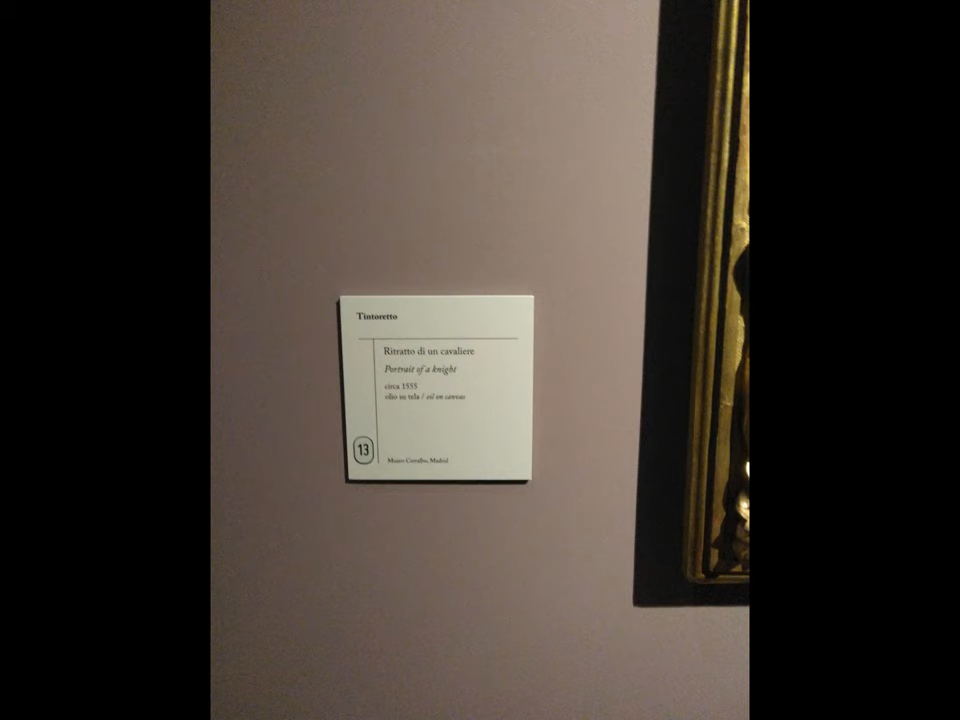 Tintoretto
Ritratto di un cavaliere
Portrait of a knight
circa 1555
olio su tela / oil on canvas
13
Museo Cerralbo, Madrid